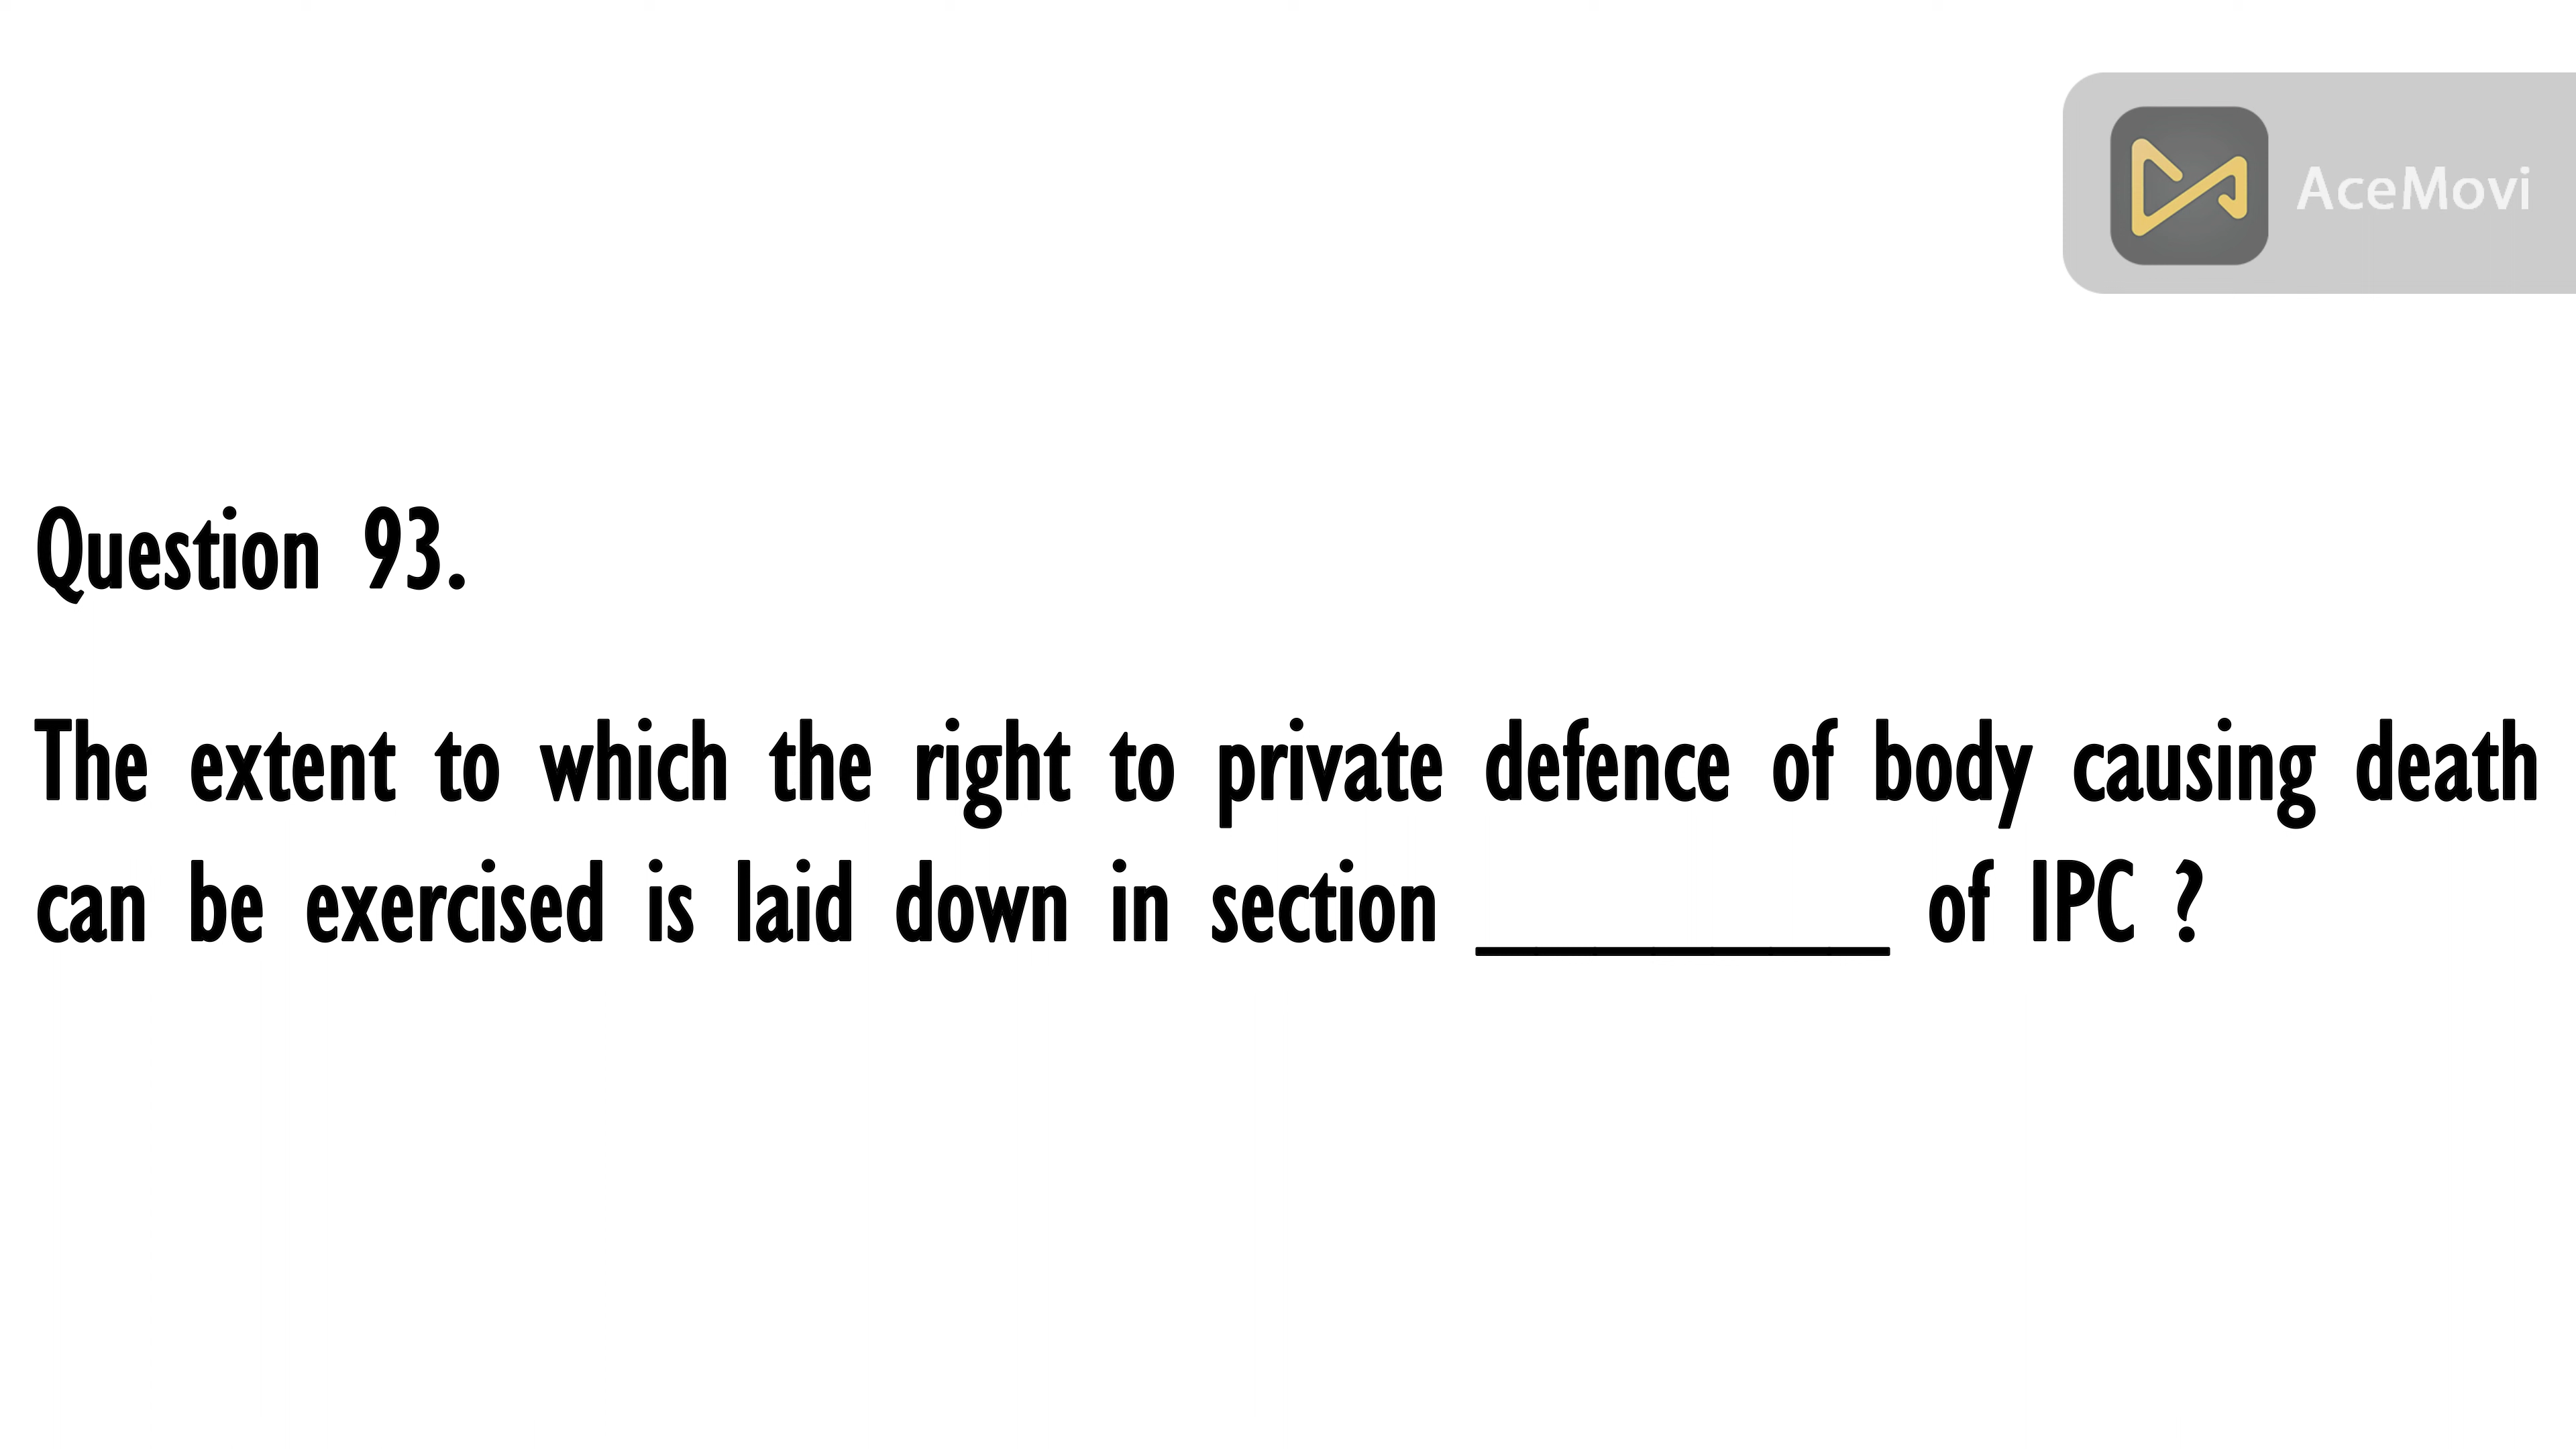 AceMovi
Question 93.
The extent to which the right to private defence of body causing death
can be exercised is laid down in section __________ of IPC ?